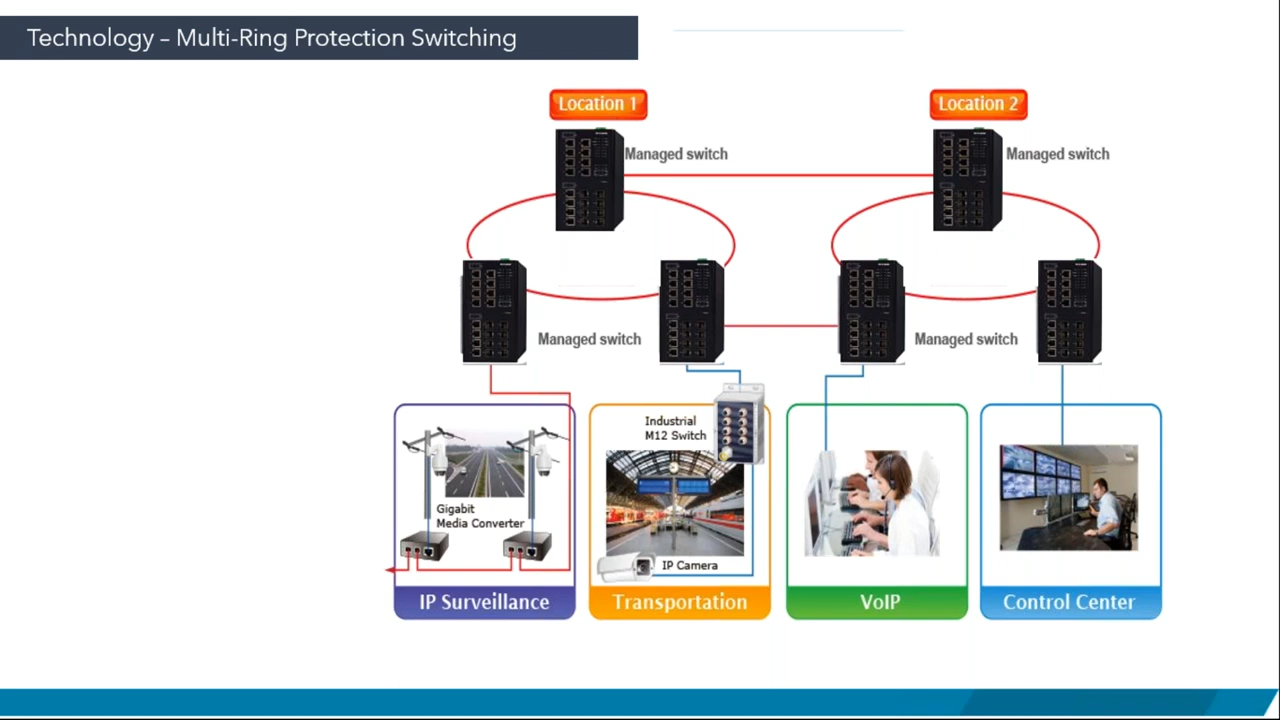 Technology – Multi-Ring Protection Switching
Location 1
Location 2
Managed switch
Managed switch
Managed switch
Managed switch
Industrial
M12 Switch
Gigabit
Media Converter
IP Camera
IP Surveillance
Transportation
VoIP
Control Center